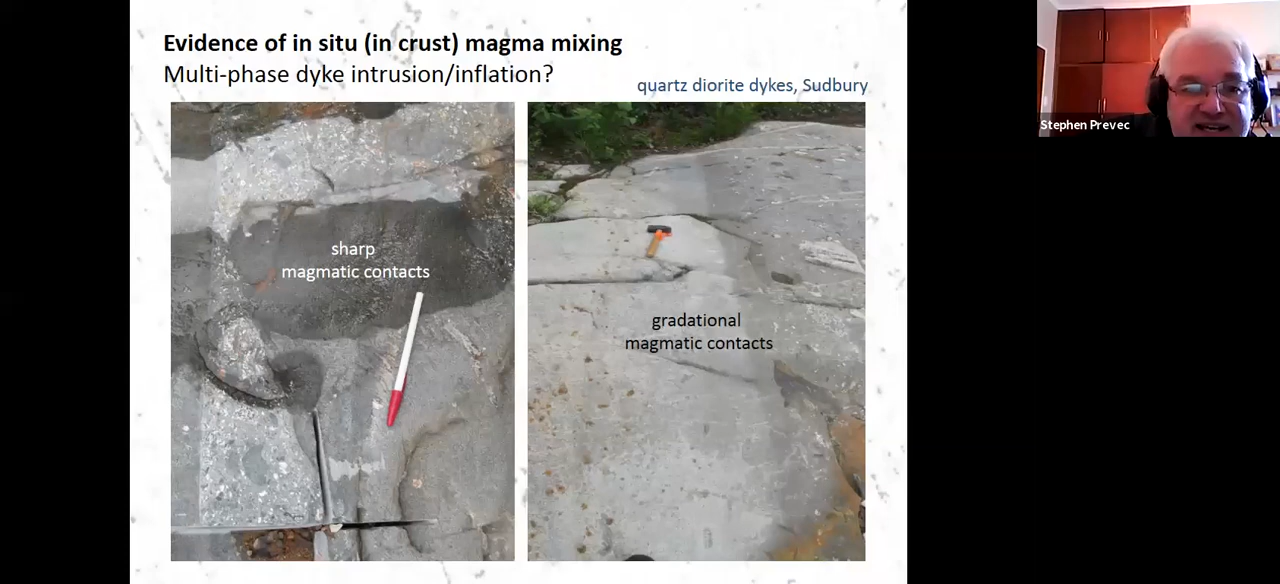 Evidence of in situ (in crust) magma mixing
Multi-phase dyke intrusion/inflation?
quartz diorite dykes, Sudbury
sharp
magmatic contacts
gradational
magmatic contacts
Stephen Prevec